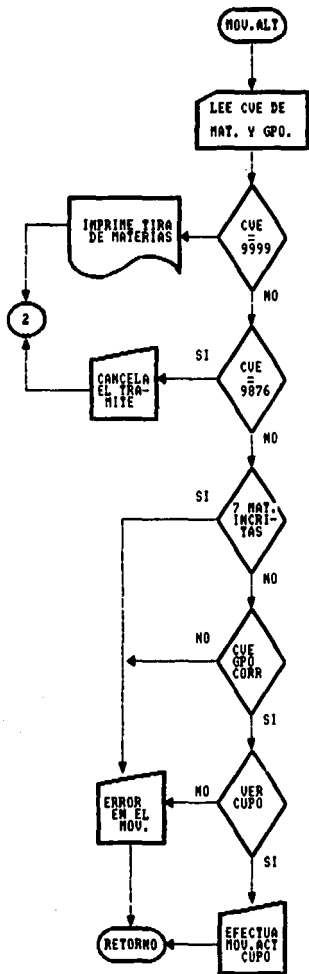 MOV.ALT
LEE CVE DE
MAT. Y GPO.
IMPRIME TIRA
DE MATERIAS
CVE
=
9999
NO
2
SI
CANCELA
EL TRA-
MITE
CVE
=
9876
NO
SI
7 MAT.
INCRI-
TAS
NO
NO
CVE
GPO
CORR
SI
ERROR
EN EL
MOV.
NO
VER
CUPO
SI
RETORNO
EFECTUA
MOV.ACT
CUPO